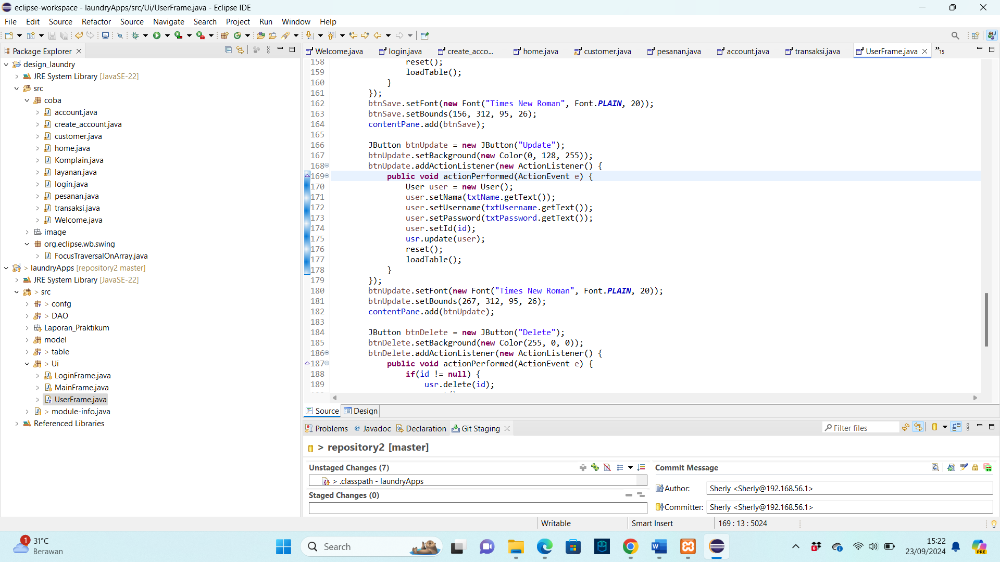 eclipse-workspace - laundryApps/src/Ui/UserFrame.java - Eclipse IDE
File Edit Source Refactor Source Navigate Search Project Run Window Help
Package Explorer
design_laundry
JRE System Library [JavaSE-22]
src
coba
account.java
create_account.java
customer.java
home.java
Komplain.java
layanan.java
login.java
pesanan.java
transaksi.java
Welcome.java
image
org.eclipse.wb.swing
FocusTraversalOnArray.java
> laundryApps [repository2 master]
JRE System Library [JavaSE-22]
> src
> confg
> DAO
Laporan_Praktikum
model
> table
> Ui
LoginFrame.java
MainFrame.java
UserFrame.java
> module-info.java
Referenced Libraries
Welcome.java login.java create_acco... home.java customer.java pesanan.java account.java transaksi.java UserFrame.java »15
158 reset();
159 loadTable();
160 }
161 });
162 btnSave.setFont(new Font("Times New Roman", Font.PLAIN, 20));
163 btnSave.setBounds(156, 312, 95, 26);
164 contentPane.add(btnSave);
165
166 JButton btnUpdate = new JButton("Update");
167 btnUpdate.setBackground(new Color(0, 128, 255));
168 btnUpdate.addActionListener(new ActionListener() {
169 public void actionPerformed(ActionEvent e) {
170 User user = new User();
171 user.setNama(txtName.getText());
172 user.setUsername(txtUsername.getText());
173 user.setPassword(txtPassword.getText());
174 user.setId(id);
175 usr.update(user);
176 reset();
177 loadTable();
178 }
179 });
180 btnUpdate.setFont(new Font("Times New Roman", Font.PLAIN, 20));
181 btnUpdate.setBounds(267, 312, 95, 26);
182 contentPane.add(btnUpdate);
183
184 JButton btnDelete = new JButton("Delete");
185 btnDelete.setBackground(new Color(255, 0, 0));
186 btnDelete.addActionListener(new ActionListener() {
187 public void actionPerformed(ActionEvent e) {
188 if(id != null) {
189 usr.delete(id);
Source Design
Problems @ Javadoc Declaration Git Staging
Filter files
> repository2 [master]
Unstaged Changes (7)
> .classpath - laundryApps
Staged Changes (0)
Commit Message
Author: Sherly <Sherly@192.168.56.1>
Committer: Sherly <Sherly@192.168.56.1>
Writable Smart Insert 169 : 13 : 5024
1
31°C
Berawan
Search
6
15:22
23/09/2024
PRE